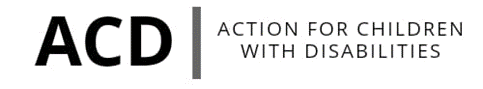 ACD
ACTION FOR CHILDREN
WITH DISABILITIES